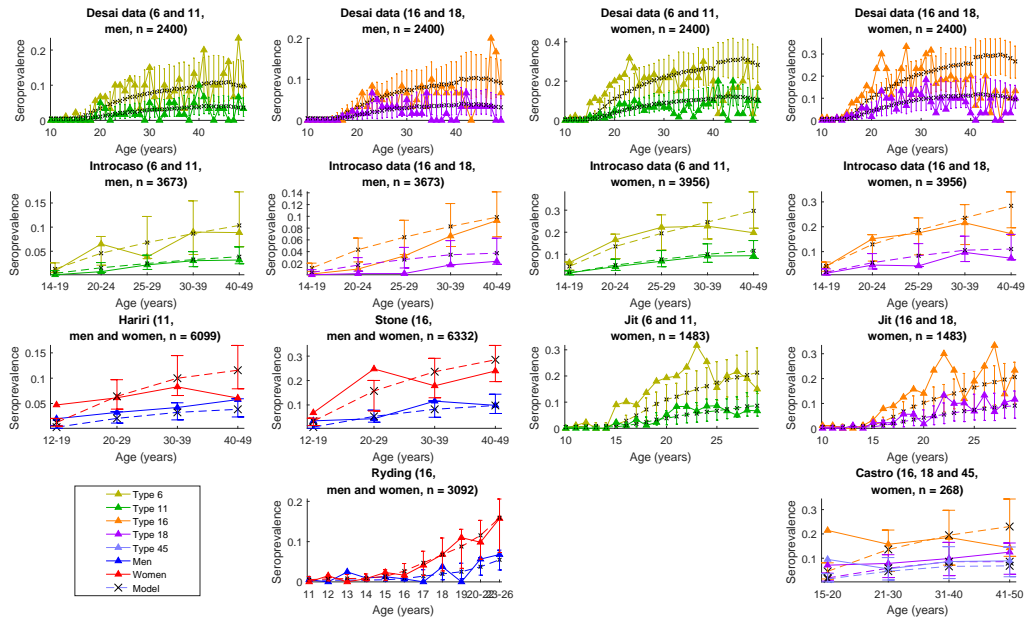 Desai data (6 and 11,
men, n = 2400)
Seroprevalence
0.2
0.1
0
10
20
30
40
Age (years)
Desai data (16 and 18,
men, n = 2400)
Seroprevalence
0.2
0.1
0
10
20
30
40
Age (years)
Desai data (6 and 11,
women, n = 2400)
Seroprevalence
0.4
0.2
0
10
20
30
40
Age (years)
Desai data (16 and 18,
women, n = 2400)
Seroprevalence
0.3
0.2
0.1
0
10
20
30
40
Age (years)
Introcaso data (6 and 11,
men, n = 3673)
Seroprevalence
0.15
0.1
0.05
14-19
20-24
25-29
30-39
40-49
Age (years)
Introcaso data (16 and 18,
men, n = 3673)
Seroprevalence
0.14
0.12
0.1
0.08
0.06
0.04
0.02
14-19
20-24
25-29
30-39
40-49
Age (years)
Introcaso data (6 and 11,
women, n = 3956)
Seroprevalence
0.3
0.2
0.1
14-19
20-24
25-29
30-39
40-49
Age (years)
Introcaso data (16 and 18,
women, n = 3956)
Seroprevalence
0.3
0.2
0.1
14-19
20-24
25-29
30-39
40-49
Age (years)
Hariri (11,
men and women, n = 6099)
Seroprevalence
0.15
0.1
0.05
12-19
20-29
30-39
40-49
Age (years)
Stone (16,
men and women, n = 6332)
Seroprevalence
0.3
0.2
0.1
12-19
20-29
30-39
40-49
Age (years)
Jit (6 and 11,
women, n = 1483)
Seroprevalence
0.3
0.2
0.1
0
10
15
20
25
Age (years)
Jit (16 and 18,
women, n = 1483)
Seroprevalence
0.3
0.2
0.1
0
10
15
20
25
Age (years)
Type 6
Type 11
Type 16
Type 18
Type 45
Men
Women
Model
Ryding (16,
men and women, n = 3092)
Seroprevalence
0.2
0.1
0
11
12
13
14
15
16
17
18
19
20-22
23-26
Age (years)
Castro (16, 18 and 45,
women, n = 268)
Seroprevalence
0.3
0.2
0.1
15-20
21-30
31-40
41-50
Age (years)